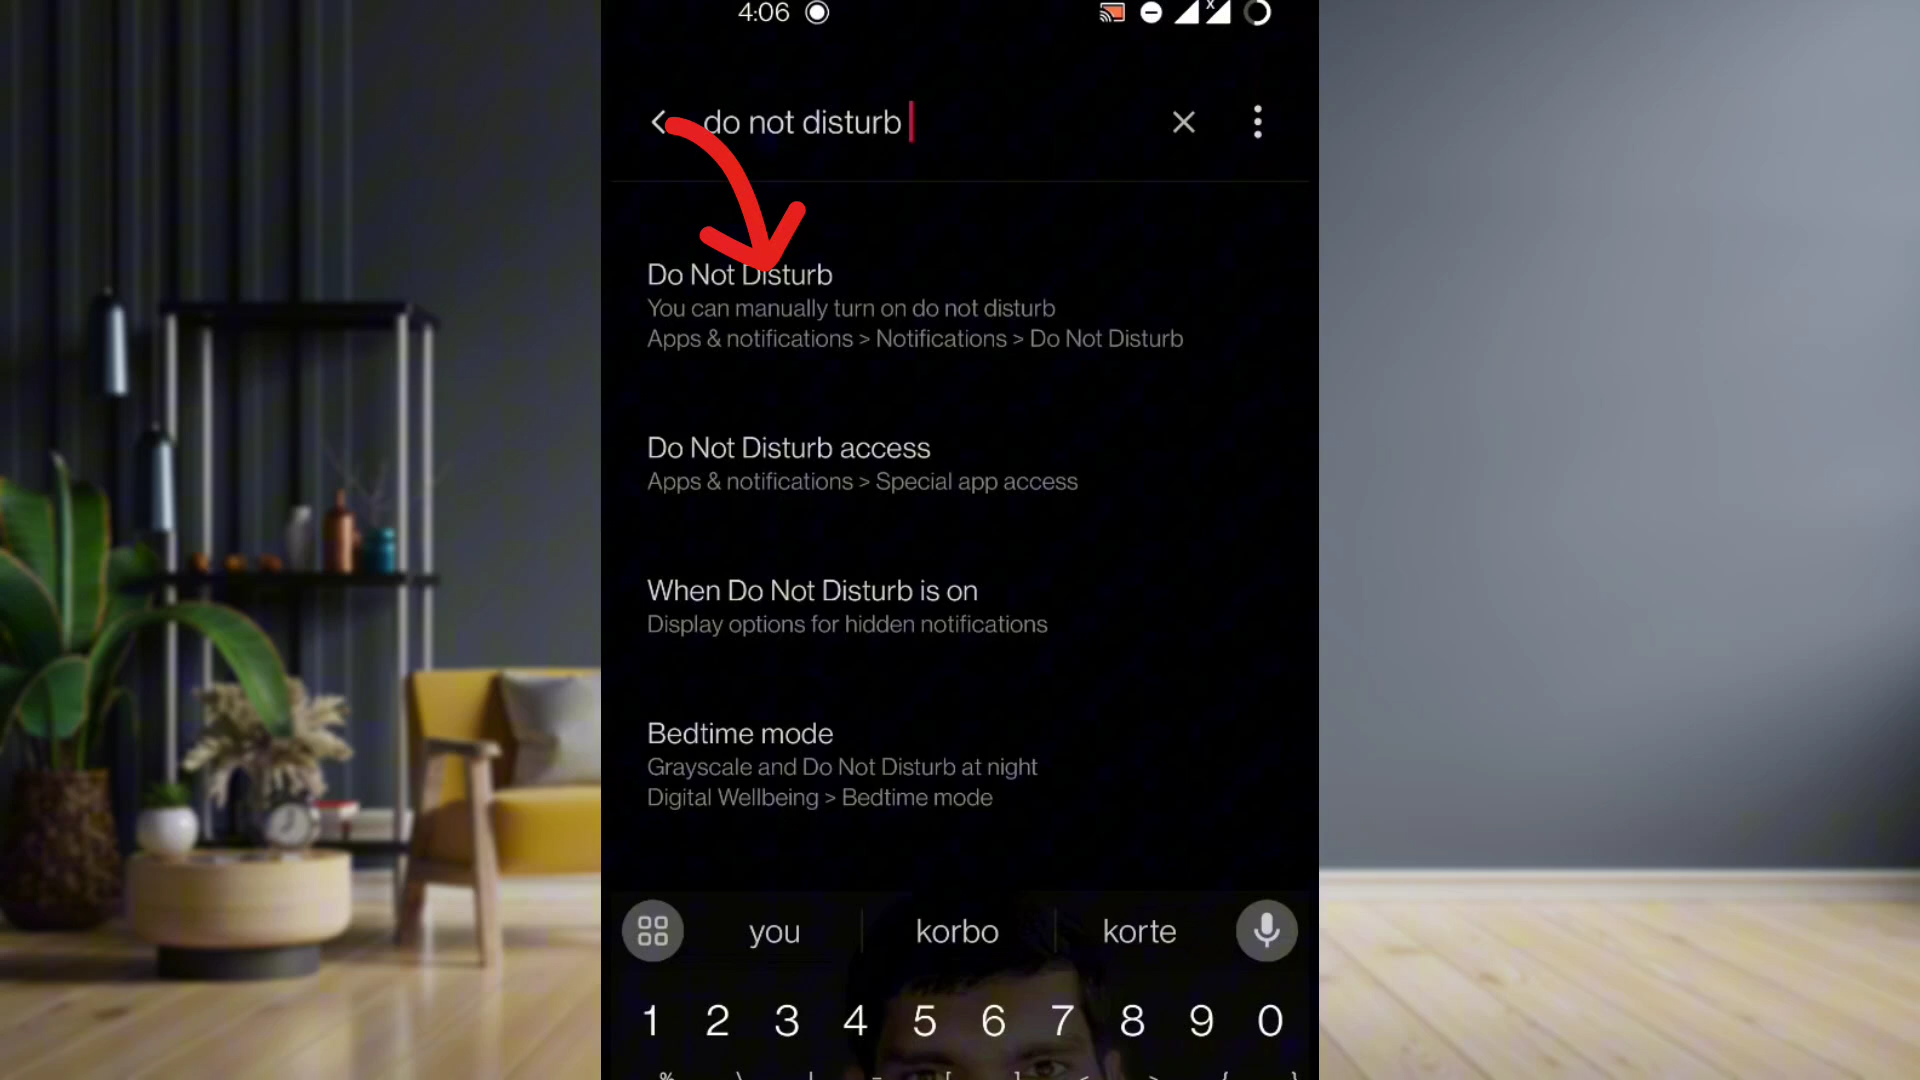 4:06
do not disturb
Do Not Disturb
You can manually turn on do not disturb
Apps & notifications > Notifications > Do Not Disturb
Do Not Disturb access
Apps & notifications > Special app access
When Do Not Disturb is on
Display options for hidden notifications
Bedtime mode
Grayscale and Do Not Disturb at night
Digital Wellbeing > Bedtime mode
you korbo korte
1 2 3 4 5 6 7 8 9 0